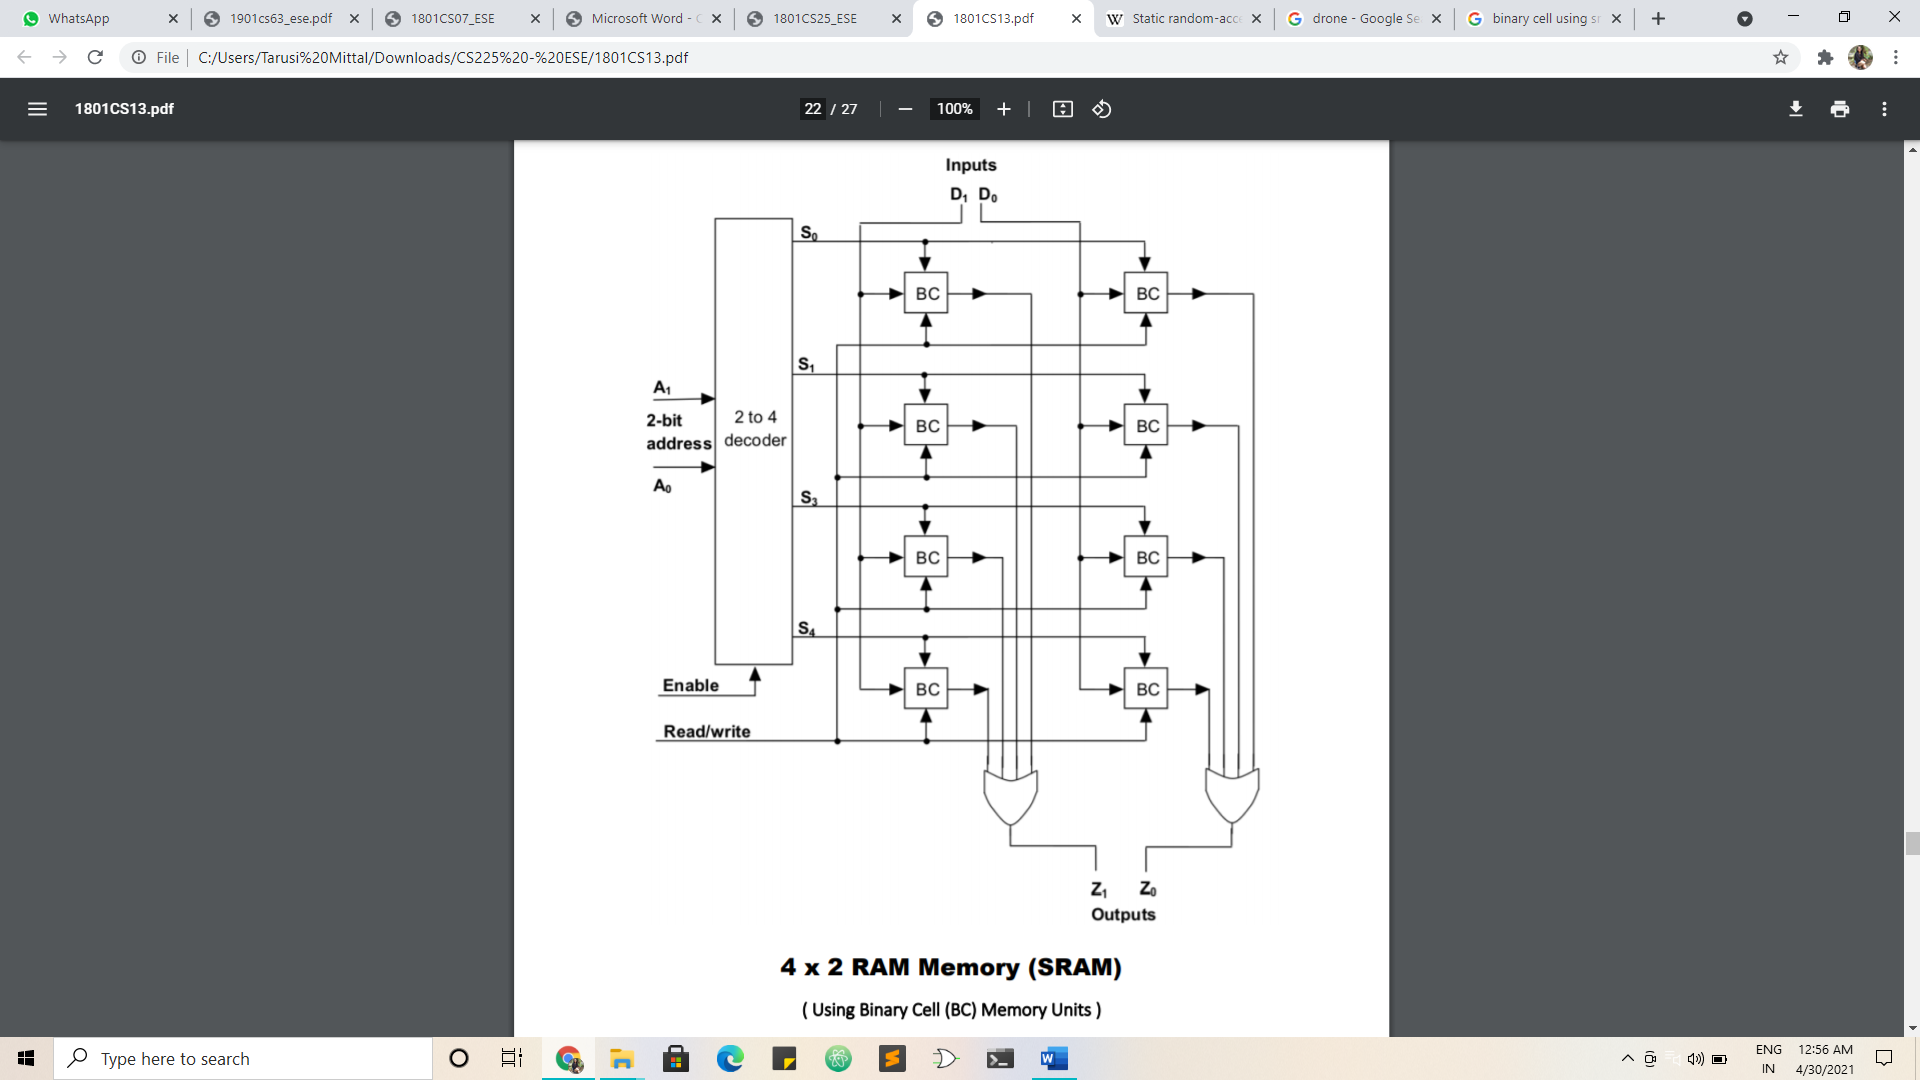 WhatsApp
1901cs63_ese.pdf
1801CS07_ESE
Microsoft Word - C
1801CS25_ESE
1801CS13.pdf
W Static random-acce
drone - Google Se
binary cell using sr
File
C:/Users/Tarusi%20Mittal/Downloads/CS225%20-%20ESE/1801CS13.pdf
1801CS13.pdf
22 / 27
100%
Inputs
D₁ D₀
S₀
BC
BC
S₁
A₁
2-bit
address
A₀
2 to 4
decoder
BC
BC
S₃
BC
BC
S₄
Enable
BC
BC
Read/write
Z₁ Z₀
Outputs
4 x 2 RAM Memory (SRAM)
( Using Binary Cell (BC) Memory Units )
Type here to search
ENG
IN
12:56 AM
4/30/2021